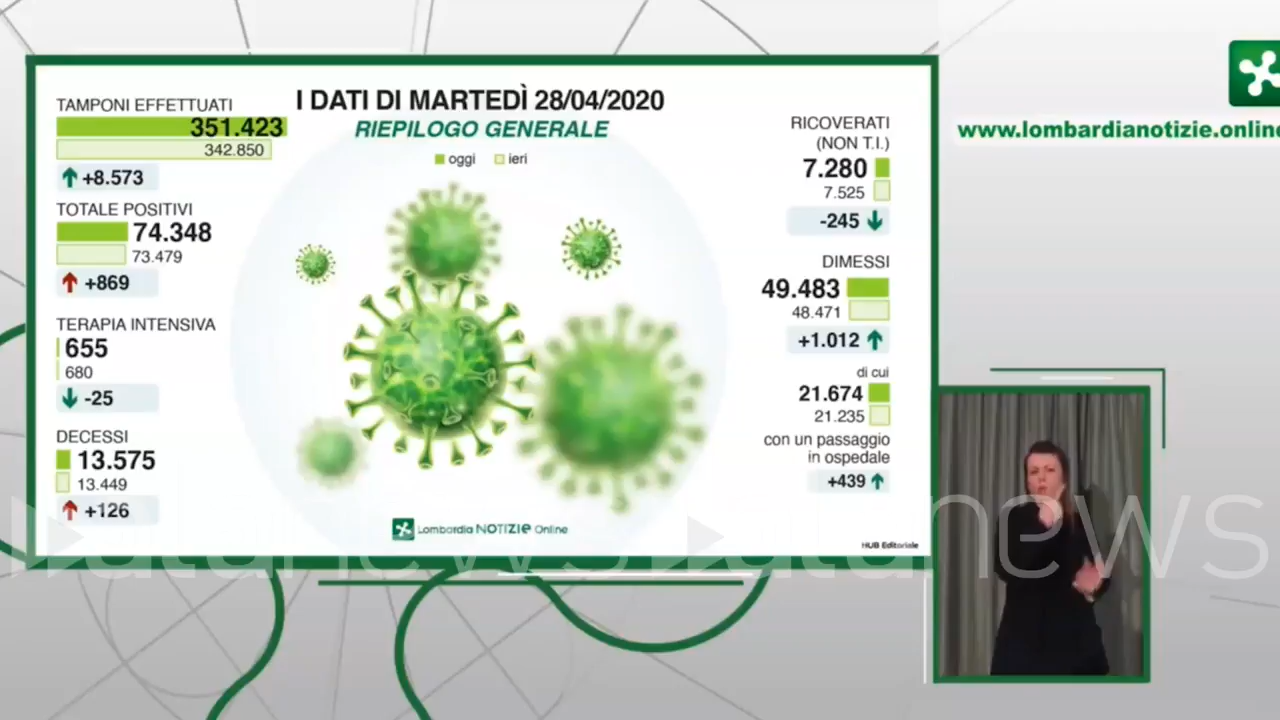 I DATI DI MARTEDÌ 28/04/2020
RIEPILOGO GENERALE
oggi ieri
TAMPONI EFFETTUATI
351.423
342.850
+8.573
TOTALE POSITIVI
74.348
73.479
+869
TERAPIA INTENSIVA
655
680
-25
DECESSI
13.575
13.449
+126
RICOVERATI
(NON T.I.)
7.280
7.525
-245
DIMESSI
49.483
48.471
+1.012
di cui
21.674
21.235
con un passaggio
in ospedale
+439
Lombardia NOTIZIE Online
HUB Editoriale
www.lombardianotizie.online
alanews alanews